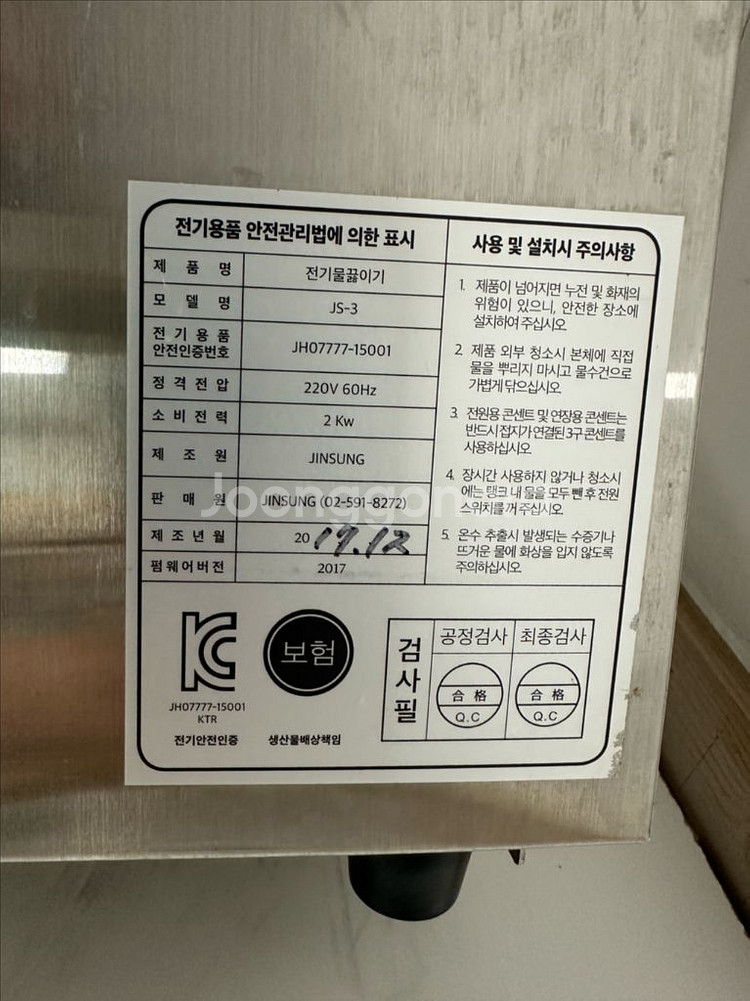 전기용품 안전관리법에 의한 표시
제 품 명 전기물끓이기
모 델 명 JS-3
전 기 용 품
안전인증번호 JH07777-15001
정 격 전 압 220V 60Hz
소 비 전 력 2 Kw
제 조 원 JINSUNG
판 매 원 JINSUNG (02-591-8272)
제 조 년 월 20 19.12
펌웨어버전 2017
사용 및 설치시 주의사항
1. 제품이 넘어지면 누전 및 화재의
위험이 있으니, 안전한 장소에
설치하여 주십시오.
2. 제품 외부 청소시 본체에 직접
물을 뿌리지 마시고 물수건으로
가볍게 닦으십시오.
3. 전원용 콘센트 및 연장용 콘센트는
반드시 접지가 연결된 3구 콘센트를
사용하십시오.
4. 장시간 사용하지 않거나 청소시
에는 탱크 내 물을 모두 뺀 후 전원
스위치를 꺼 주십시오.
5. 온수 추출시 발생되는 수증기나
뜨거운 물에 화상을 입지 않도록
주의하십시오.
KC
JH07777-15001
KTR
전기안전인증
보험
생산물배상책임
검사필
공정검사 최종검사
合格 合格
Q.C Q.C